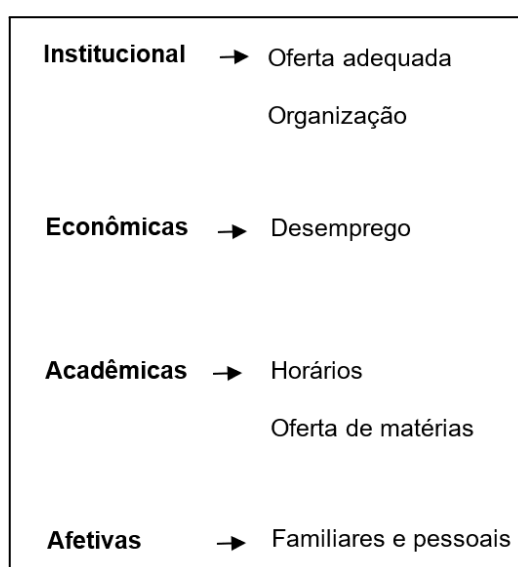 Institucional → Oferta adequada
Organização
Econômicas → Desemprego
Acadêmicas → Horários
Oferta de matérias
Afetivas → Familiares e pessoais